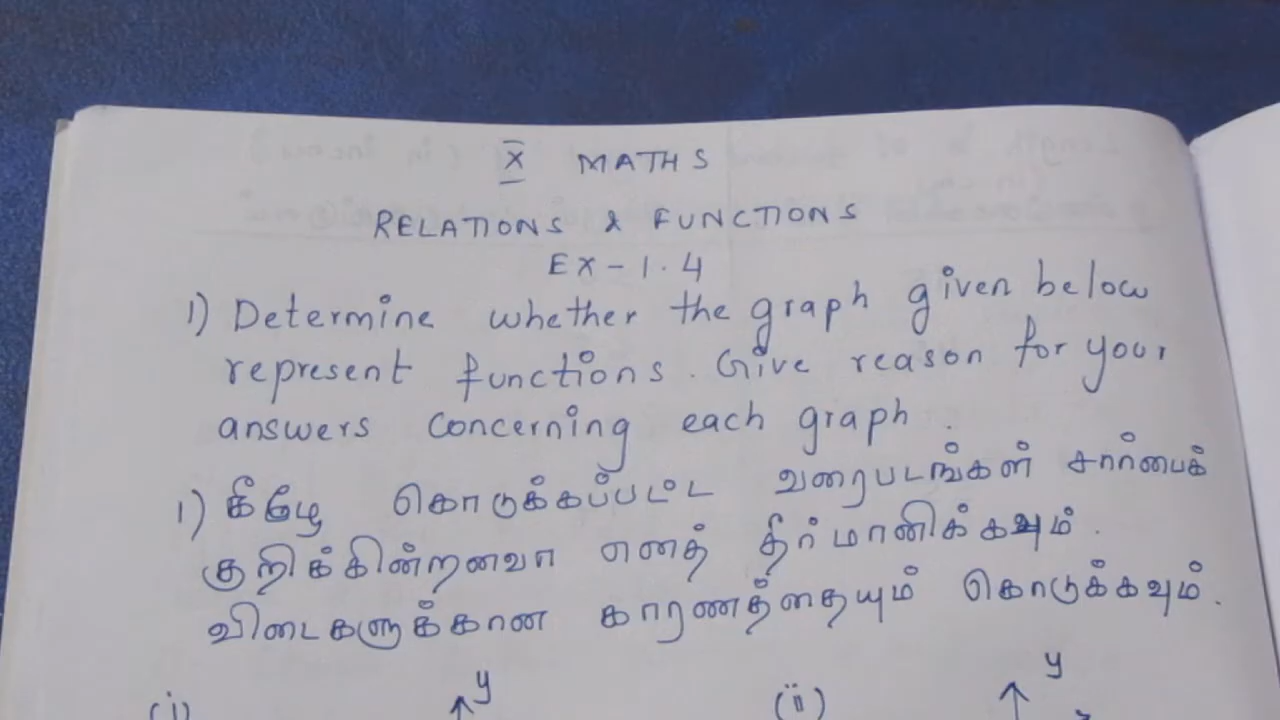 X MATHS
RELATIONS & FUNCTIONS
EX-1.4
1) Determine whether the graph given below
represent functions. Give reason for your
answers concerning each graph.
1) கீழே கொடுக்கப்பட்ட வரைபடங்கள் சார்பைக்
குறிக்கின்றனவா எனத் தீர்மானிக்கவும்.
விடைகளுக்கான காரணத்தையும் கொடுக்கவும்.
(i) y (ii) y